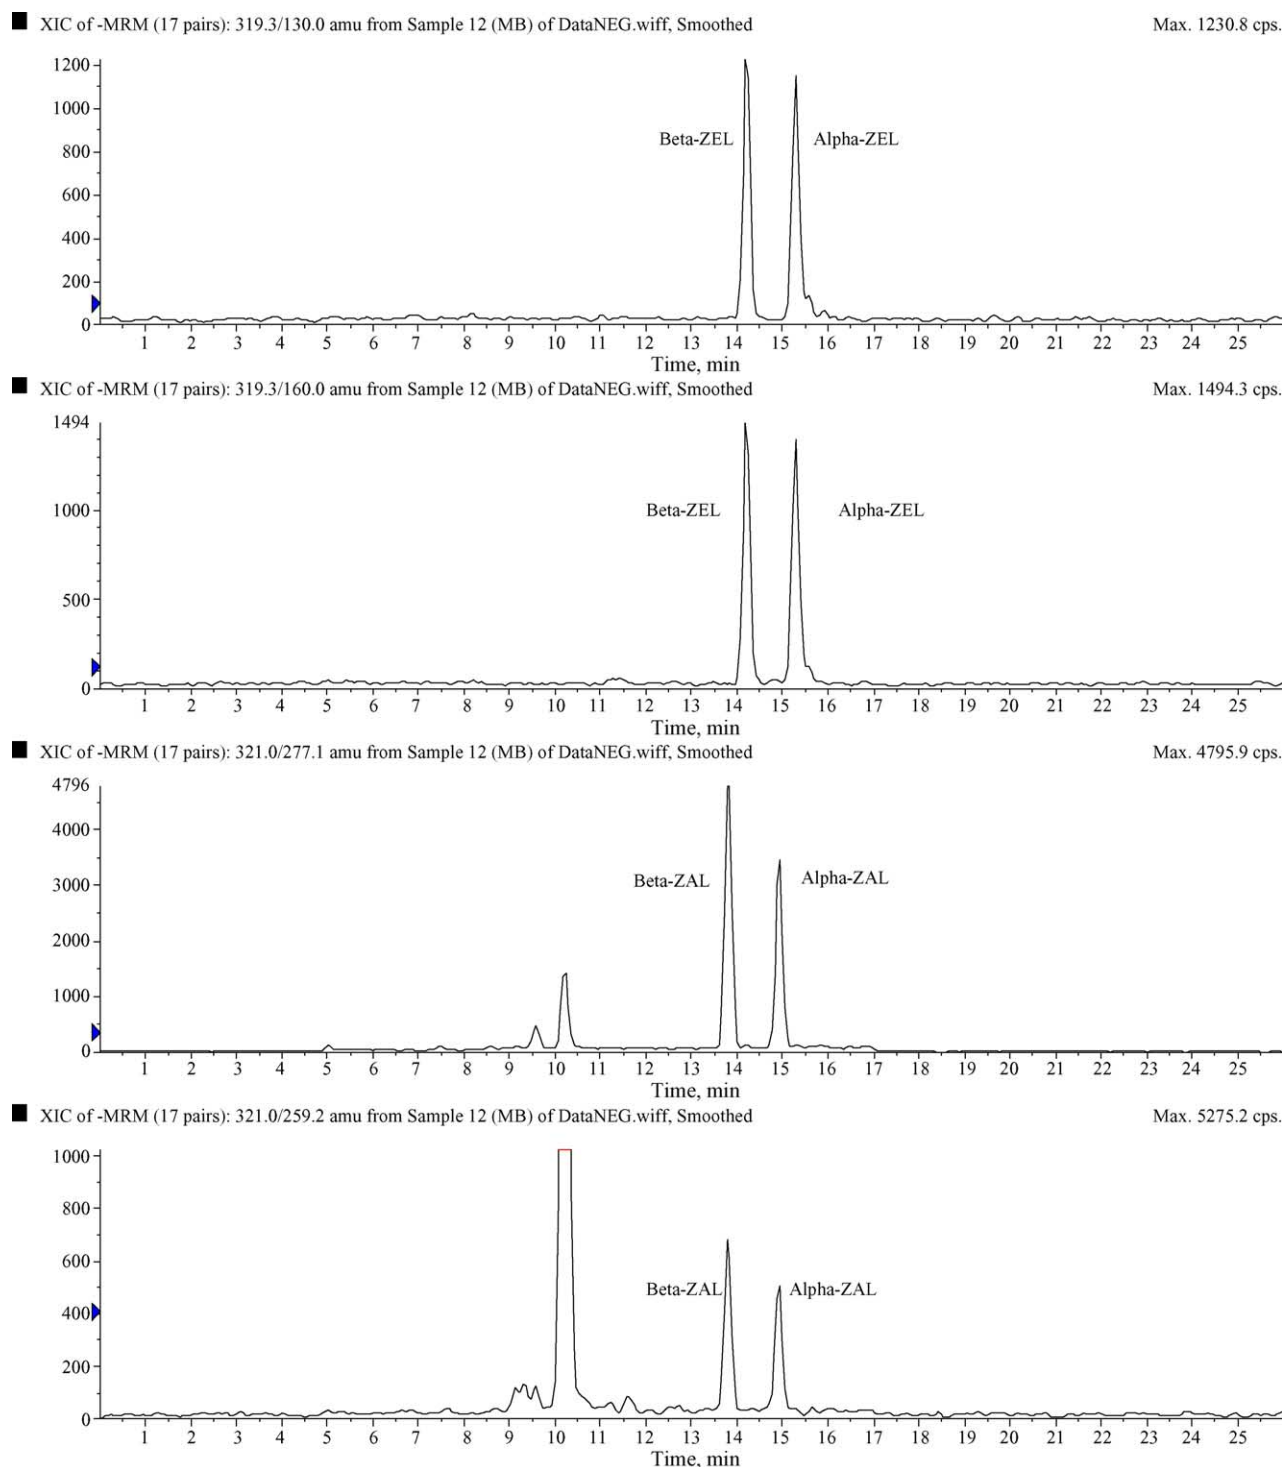 XIC of -MRM (17 pairs): 319.3/130.0 amu from Sample 12 (MB) of DataNEG.wiff, Smoothed Max. 1230.8 cps.
1200
1000
800
600
400
200
0
Beta-ZEL Alpha-ZEL
1 2 3 4 5 6 7 8 9 10 11 12 13 14 15 16 17 18 19 20 21 22 23 24 25
Time, min
XIC of -MRM (17 pairs): 319.3/160.0 amu from Sample 12 (MB) of DataNEG.wiff, Smoothed Max. 1494.3 cps.
1494
1000
500
0
Beta-ZEL Alpha-ZEL
1 2 3 4 5 6 7 8 9 10 11 12 13 14 15 16 17 18 19 20 21 22 23 24 25
Time, min
XIC of -MRM (17 pairs): 321.0/277.1 amu from Sample 12 (MB) of DataNEG.wiff, Smoothed Max. 4795.9 cps.
4796
4000
3000
2000
1000
0
Beta-ZAL Alpha-ZAL
1 2 3 4 5 6 7 8 9 10 11 12 13 14 15 16 17 18 19 20 21 22 23 24 25
Time, min
XIC of -MRM (17 pairs): 321.0/259.2 amu from Sample 12 (MB) of DataNEG.wiff, Smoothed Max. 5275.2 cps.
1000
800
600
400
200
0
Beta-ZAL Alpha-ZAL
1 2 3 4 5 6 7 8 9 10 11 12 13 14 15 16 17 18 19 20 21 22 23 24 25
Time, min